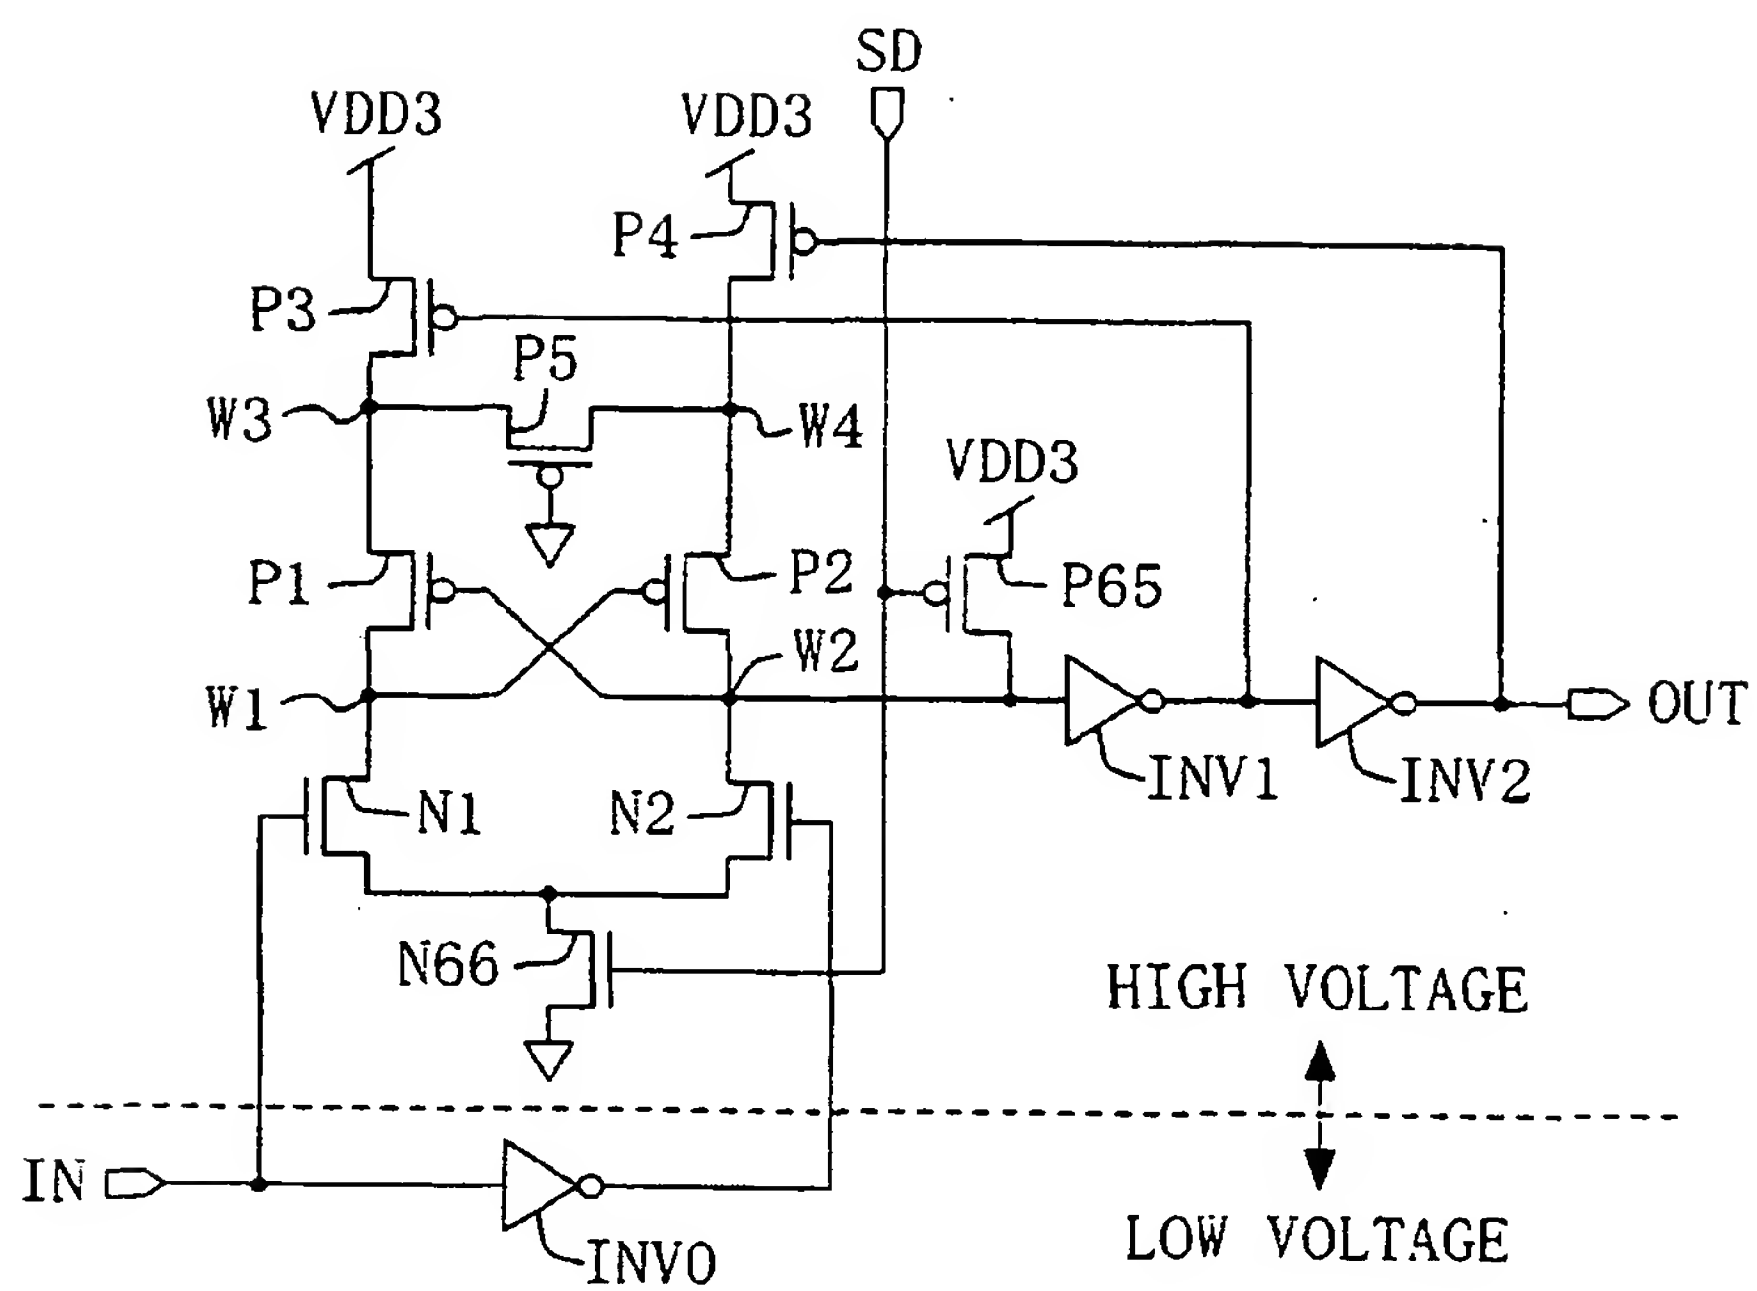 SD
VDD3
VDD3
P4
P3
P5
W3
W4
VDD3
P1
P2
P65
W2
W1
OUT
INV1
INV2
N1
N2
N66
HIGH VOLTAGE
IN
LOW VOLTAGE
INV0